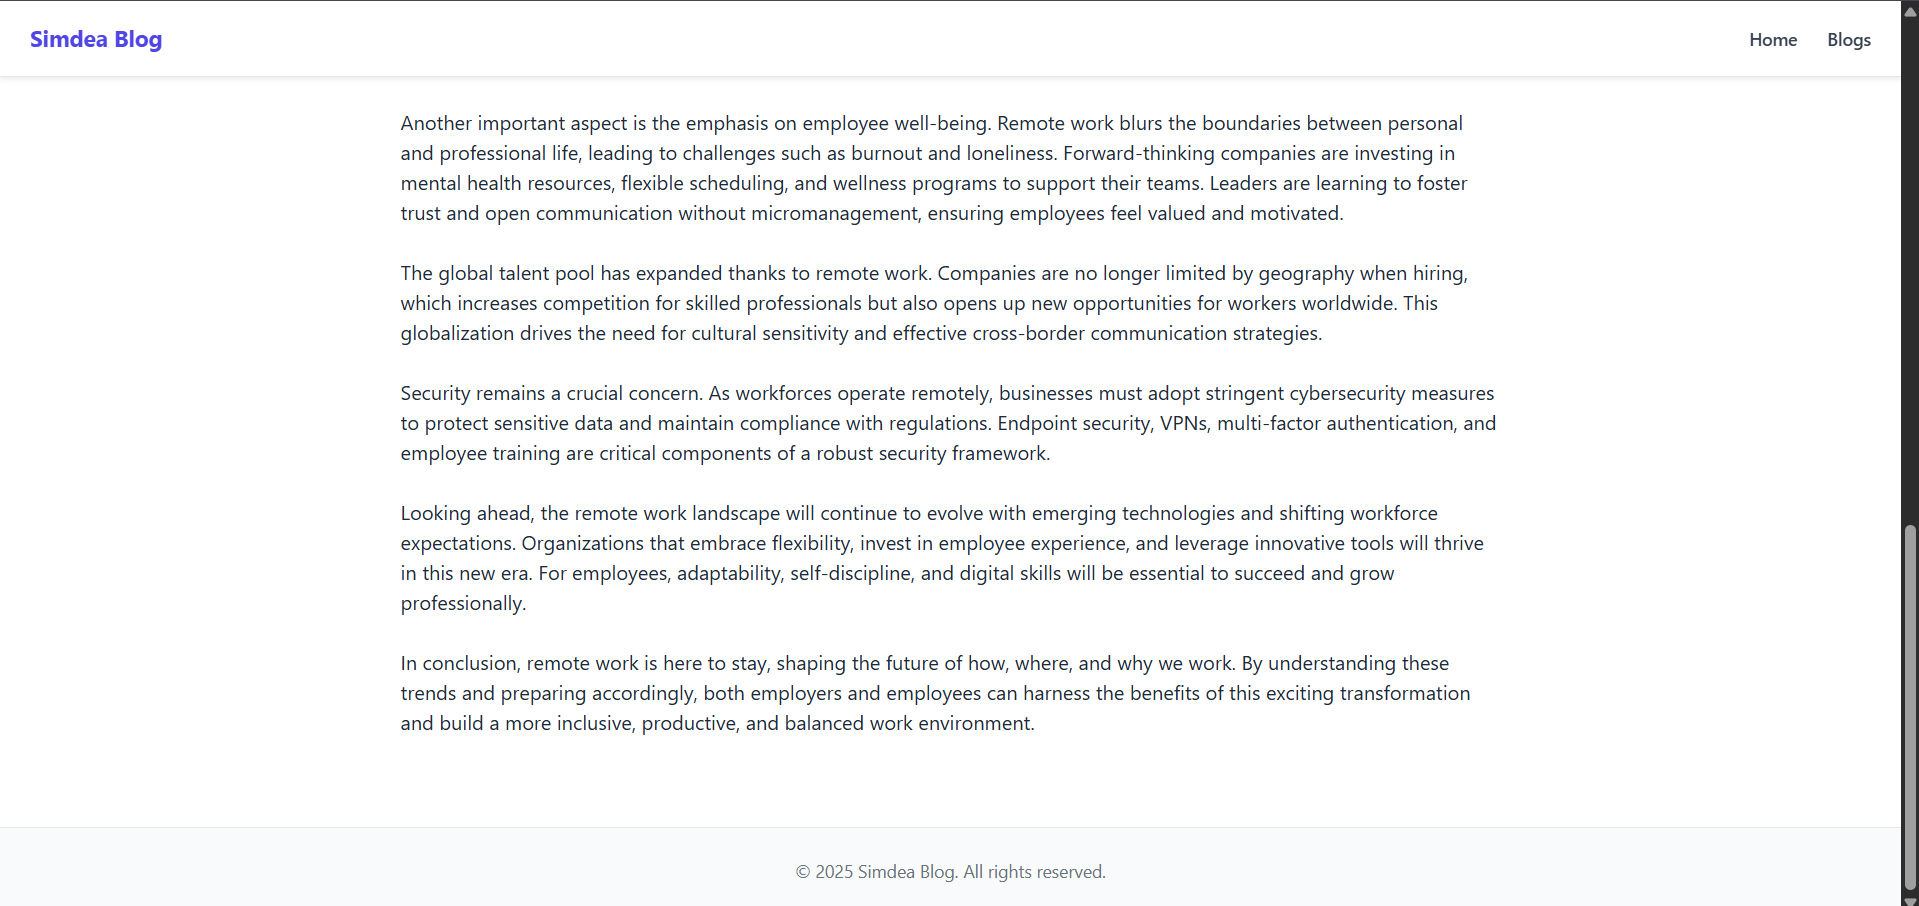 Simdea Blog
Home
Blogs
Another important aspect is the emphasis on employee well-being. Remote work blurs the boundaries between personal
and professional life, leading to challenges such as burnout and loneliness. Forward-thinking companies are investing in
mental health resources, flexible scheduling, and wellness programs to support their teams. Leaders are learning to foster
trust and open communication without micromanagement, ensuring employees feel valued and motivated.
The global talent pool has expanded thanks to remote work. Companies are no longer limited by geography when hiring,
which increases competition for skilled professionals but also opens up new opportunities for workers worldwide. This
globalization drives the need for cultural sensitivity and effective cross-border communication strategies.
Security remains a crucial concern. As workforces operate remotely, businesses must adopt stringent cybersecurity measures
to protect sensitive data and maintain compliance with regulations. Endpoint security, VPNs, multi-factor authentication, and
employee training are critical components of a robust security framework.
Looking ahead, the remote work landscape will continue to evolve with emerging technologies and shifting workforce
expectations. Organizations that embrace flexibility, invest in employee experience, and leverage innovative tools will thrive
in this new era. For employees, adaptability, self-discipline, and digital skills will be essential to succeed and grow
professionally.
In conclusion, remote work is here to stay, shaping the future of how, where, and why we work. By understanding these
trends and preparing accordingly, both employers and employees can harness the benefits of this exciting transformation
and build a more inclusive, productive, and balanced work environment.
© 2025 Simdea Blog. All rights reserved.